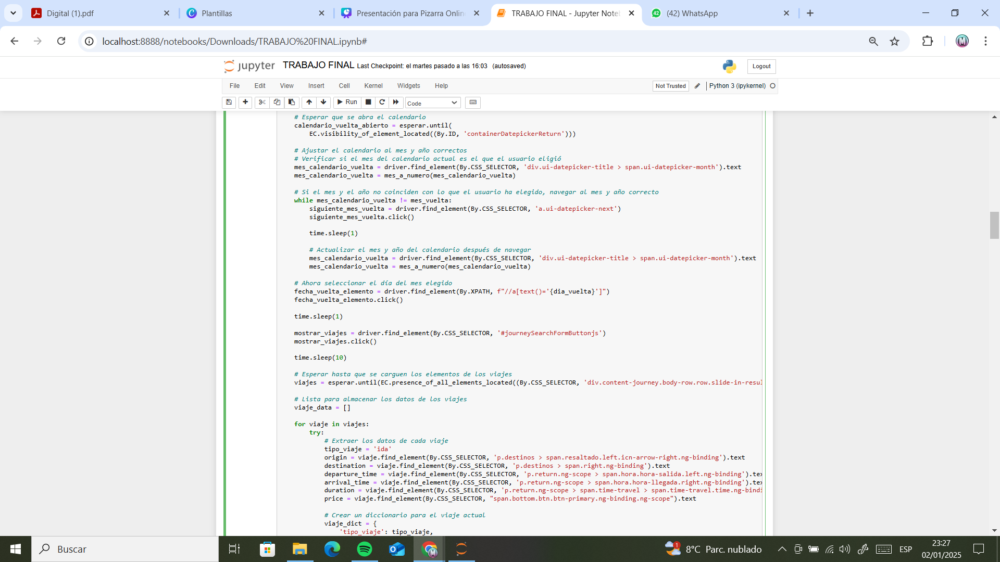 Digital (1).pdf
Plantillas
Presentación para Pizarra Onlin
TRABAJO FINAL - Jupyter Note
42
(42) WhatsApp
localhost:8888/notebooks/Downloads/TRABAJO%20FINAL.ipynb#
M
jupyter TRABAJO FINAL Last Checkpoint: el martes pasado a las 16:03 (autosaved)
Logout
File Edit View Insert Cell Kernel Widgets Help
Not Trusted
Python 3 (ipykernel)
Run
Code
# Esperar que se abra el calendario
calendario_vuelta_abierto = esperar.until(
    EC.visibility_of_element_located((By.ID, 'containerDatepickerReturn')))
# Ajustar el calendario al mes y año correctos
# Verificar si el mes del calendario actual es el que el usuario eligió
mes_calendario_vuelta = driver.find_element(By.CSS_SELECTOR, 'div.ui-datepicker-title > span.ui-datepicker-month').text
mes_calendario_vuelta = mes_a_numero(mes_calendario_vuelta)
# Si el mes y el año no coinciden con lo que el usuario ha elegido, navegar al mes y año correcto
while mes_calendario_vuelta != mes_vuelta:
    siguiente_mes_vuelta = driver.find_element(By.CSS_SELECTOR, 'a.ui-datepicker-next')
    siguiente_mes_vuelta.click()
    time.sleep(1)
    # Actualizar el mes y año del calendario después de navegar
    mes_calendario_vuelta = driver.find_element(By.CSS_SELECTOR, 'div.ui-datepicker-title > span.ui-datepicker-month').text
    mes_calendario_vuelta = mes_a_numero(mes_calendario_vuelta)
# Ahora seleccionar el día del mes elegido
fecha_vuelta_elemento = driver.find_element(By.XPATH, f"//a[text()='{dia_vuelta}']")
fecha_vuelta_elemento.click()
time.sleep(1)
mostrar_viajes = driver.find_element(By.CSS_SELECTOR, '#journeySearchFormButtonjs')
mostrar_viajes.click()
time.sleep(10)
# Esperar hasta que se carguen los elementos de los viajes
viajes = esperar.until(EC.presence_of_all_elements_located((By.CSS_SELECTOR, 'div.content-journey.body-row.row.slide-in-resul
# Lista para almacenar los datos de los viajes
viaje_data = []
for viaje in viajes:
    try:
        # Extraer los datos de cada viaje
        tipo_viaje = 'ida'
        origin = viaje.find_element(By.CSS_SELECTOR, 'p.destinos > span.resaltado.left.icn-arrow-right.ng-binding').text
        destination = viaje.find_element(By.CSS_SELECTOR, 'p.destinos > span.right.ng-binding').text
        departure_time = viaje.find_element(By.CSS_SELECTOR, 'p.return.ng-scope > span.hora.hora-salida.left.ng-binding').tex
        arrival_time = viaje.find_element(By.CSS_SELECTOR, 'p.return.ng-scope > span.hora.hora-llegada.right.ng-binding').tex
        duration = viaje.find_element(By.CSS_SELECTOR, 'p.return.ng-scope > span.time-travel > span.time-travel.time.ng-bindi
        price = viaje.find_element(By.CSS_SELECTOR, "span.bottom.btn.btn-primary.ng-binding.ng-scope").text
        # Crear un diccionario para el viaje actual
        viaje_dict = {
            'tipo_viaje': tipo_viaje,
Buscar
1
8°C Parc. nublado
ESP
23:27
02/01/2025